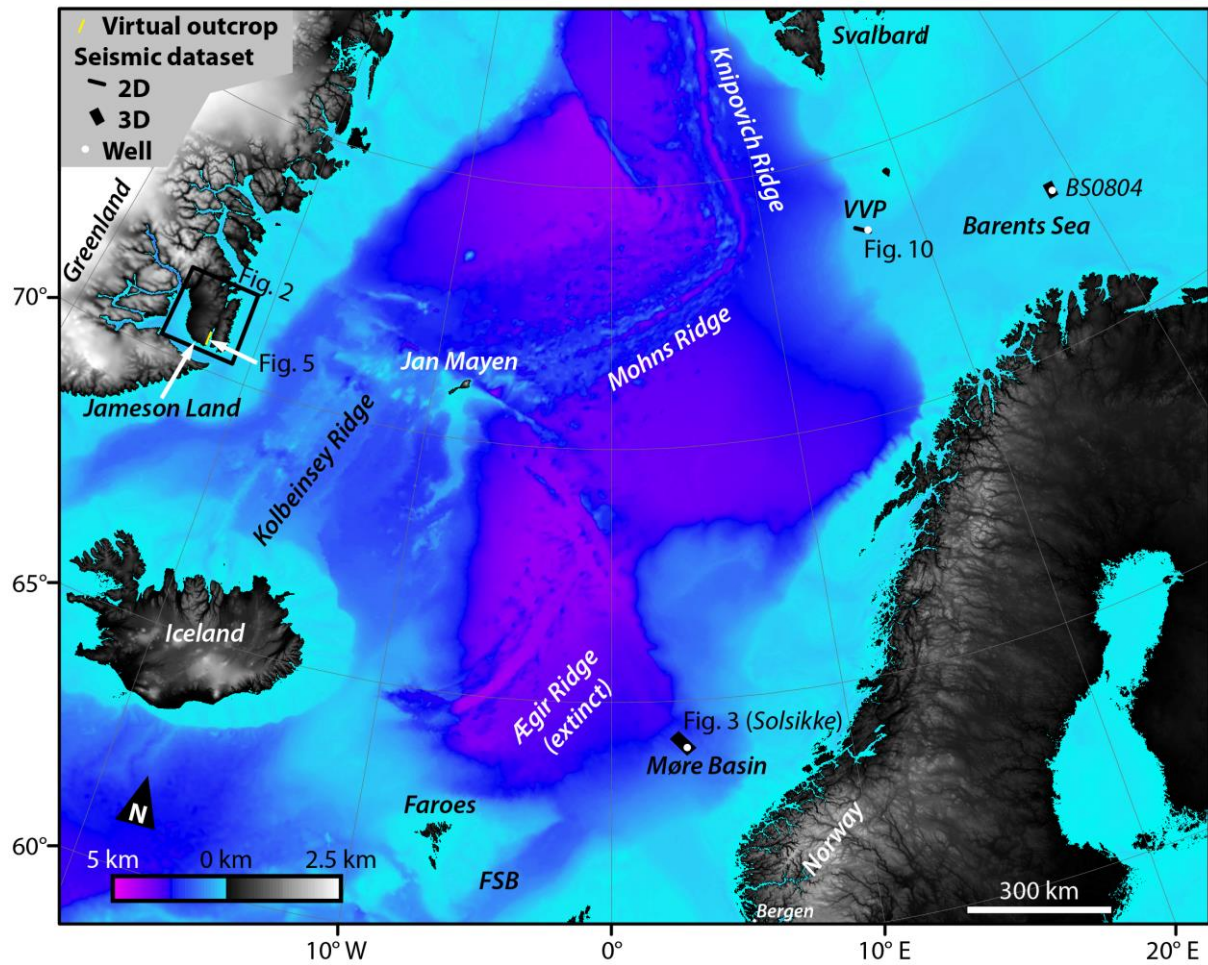 Virtual outcrop
Seismic dataset
2D
3D
Well
Svalbard
Knipovich Ridge
Greenland
VVP
Fig. 10
BS0804
Barents Sea
70°
Fig. 2
Fig. 5
Jameson Land
Jan Mayen
Mohns Ridge
Kolbeinsey Ridge
65°
Iceland
Ægir Ridge
(extinct)
Fig. 3 (Solsikke)
Møre Basin
N
Faroes
FSB
Norway
Bergen
60°
5 km 0 km 2.5 km
300 km
10° W 0° 10° E 20° E